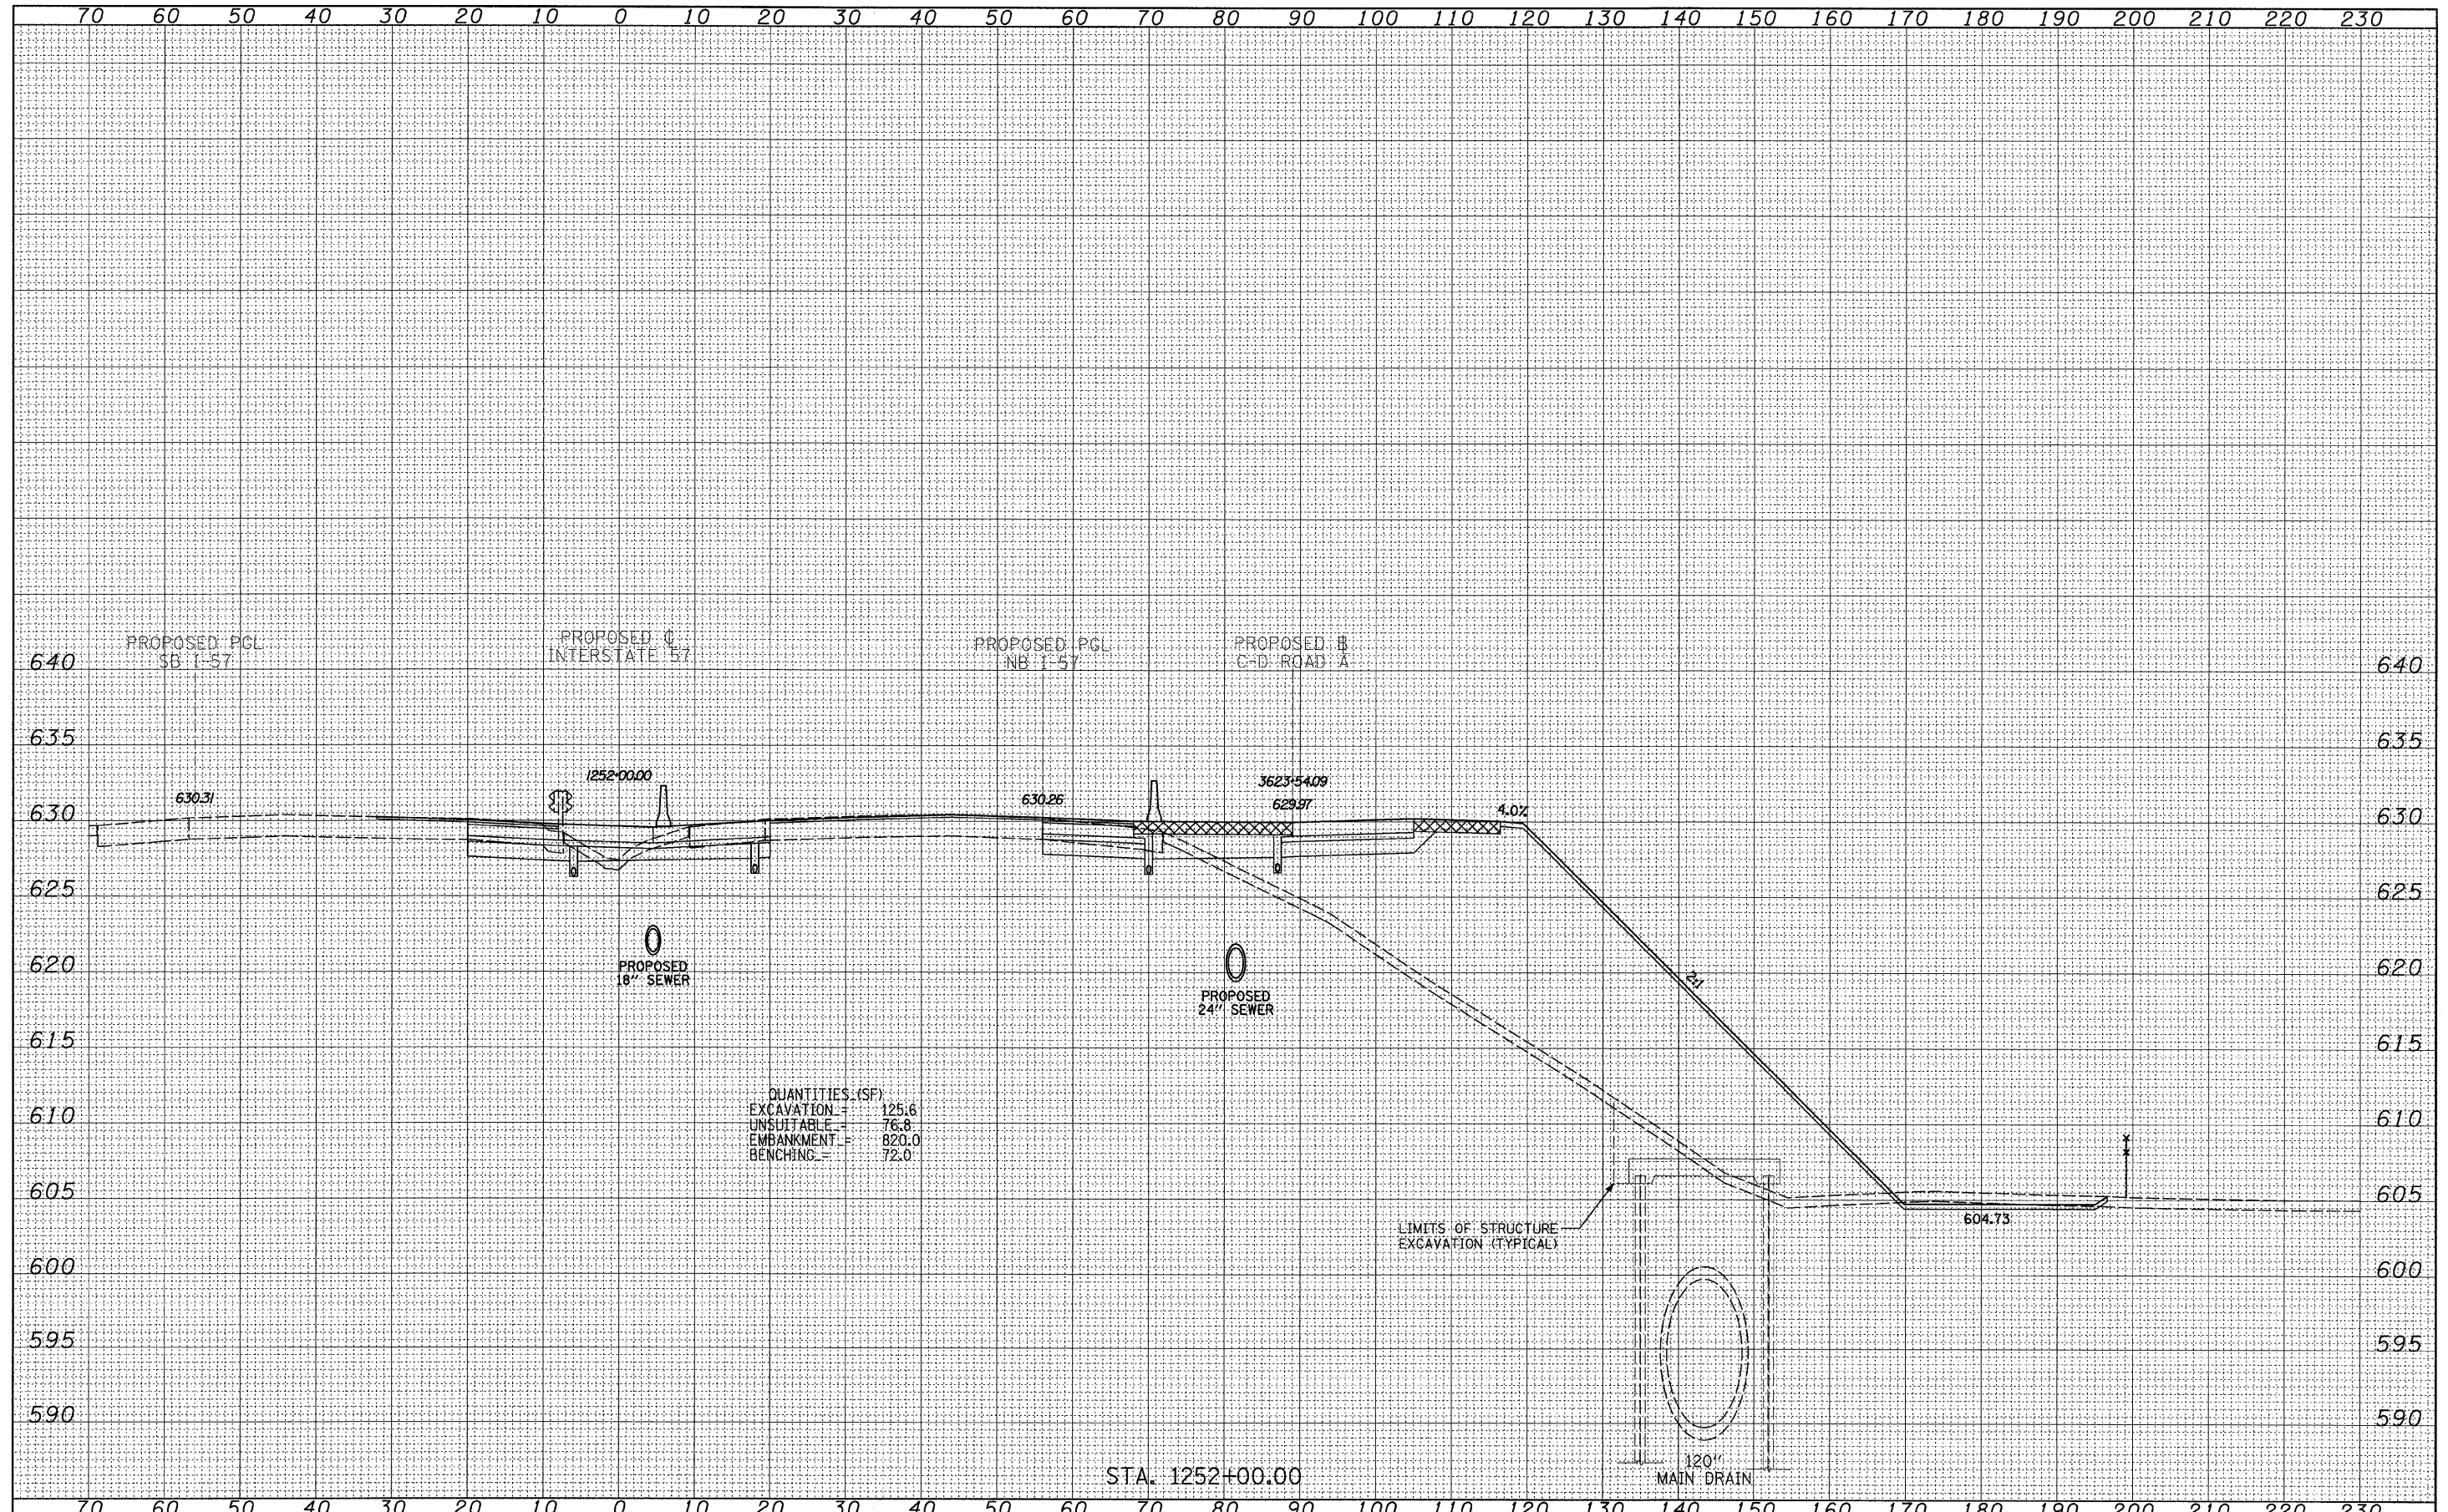 70 60 50 40 30 20 10 0 10 20 30 40 50 60 70 80 90 100 110 120 130 140 150 160 170 180 190 200 210 220 230
PROPOSED PGL
SB I-57
PROPOSED ℄
INTERSTATE 57
PROPOSED PGL
NB I-57
PROPOSED B
C-D ROAD A
640 640
635 635
1252+00.00
3623+54.09
630.31
630.26
629.97
4.0%
630 630
625 625
620 620
PROPOSED
18" SEWER
PROPOSED
24" SEWER
2:1
615 615
QUANTITIES (SF)
EXCAVATION = 125.6
UNSUITABLE = 76.8
EMBANKMENT = 820.0
BENCHING = 72.0
610 610
605 605
604.73
LIMITS OF STRUCTURE
EXCAVATION (TYPICAL)
600 600
595 595
590 590
120"
MAIN DRAIN
STA. 1252+00.00
70 60 50 40 30 20 10 0 10 20 30 40 50 60 70 80 90 100 110 120 130 140 150 160 170 180 190 200 210 220 230